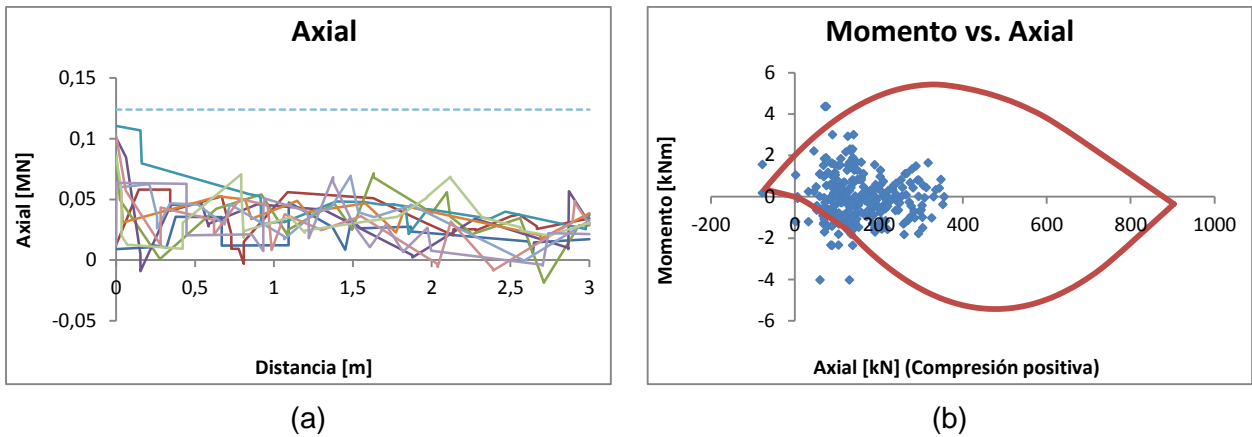 Axial
0,15
0,1
0,05
0
-0,05
Axial [MN]
0 0,5 1 1,5 2 2,5 3
Distancia [m]
(a)
Momento vs. Axial
6
4
2
0
-2
-4
-6
Momento [kNm]
-200 0 200 400 600 800 1000
Axial [kN] (Compresión positiva)
(b)